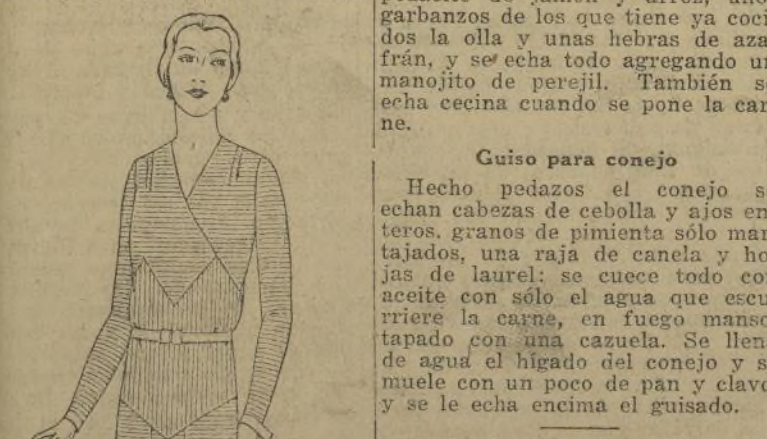 garbanzos de los que tiene ya coci
dos la olla y unas hebras de aza
frán, y se echa todo agregando un
manojito de perejil. También s
echa cecina cuando se pone la car
ne.
Guiso para conejo
Hecho pedazos el conejo s
echan cabezas de cebolla y ajos en
teros. granos de pimienta sólo mar
tajados, una raja de canela y ho
jas de laurel: se cuece todo co
aceite con sólo el agua que escu
rriere la carne, en fuego manso
tapado con una cazuela. Se llen
de agua el hígado del conejo y s
muele con un poco de pan y clavo
y se le echa encima el guisado.